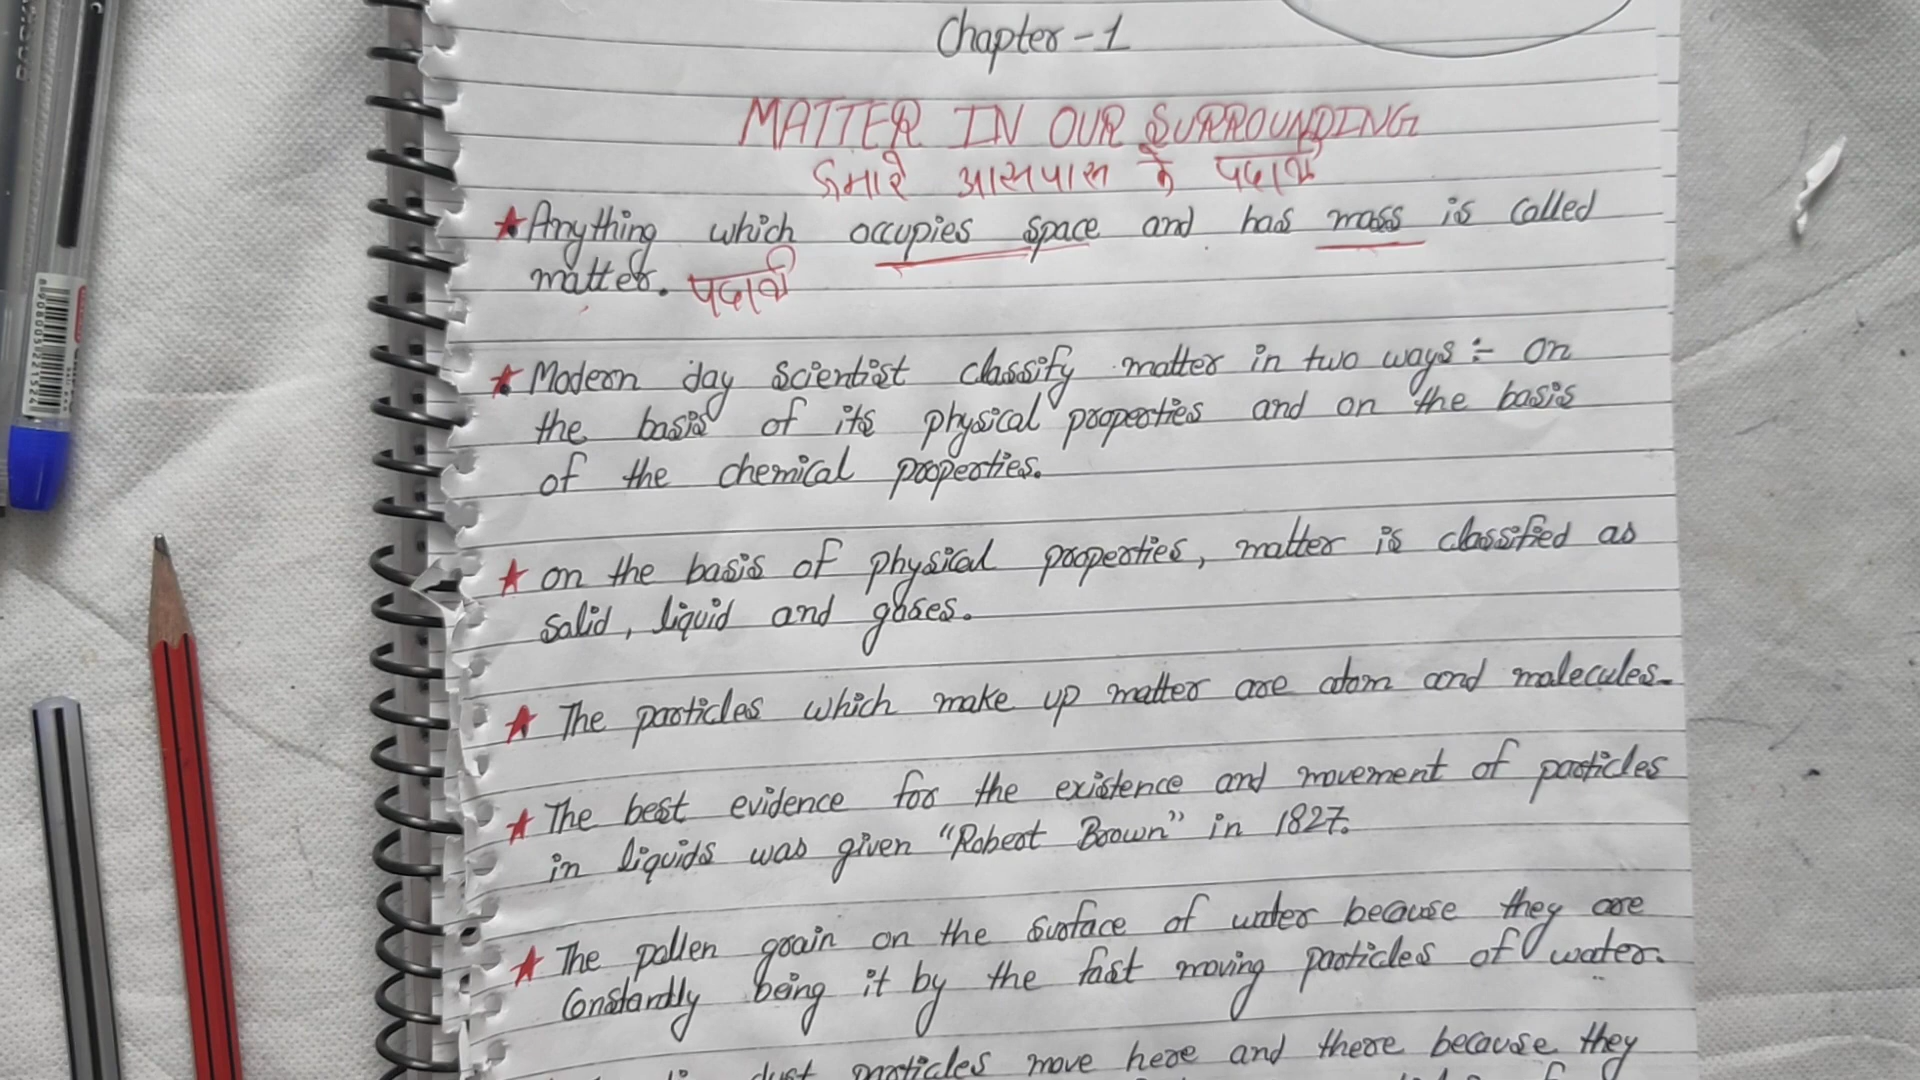 Chapter - 1
MATTER IN OUR SURROUNDING
हमारे आसपास के पदार्थ
★ Anything which occupies space and has mass is called
matter. पदार्थ
★ Modern day scientist classify matter in two ways :- On
the basis of its physical properties and on the basis
of the chemical properties.
★ on the basis of physical properties, matter is classified as
solid, liquid and gases.
★ The particles which make up matter are atom and molecules.
★ The best evidence for the existence and movement of particles
in liquids was given "Robert Brown" in 1827.
★ The pollen grain on the surface of water because they are
Constantly being it by the fast moving particles of water.
dust particles move here and there because they